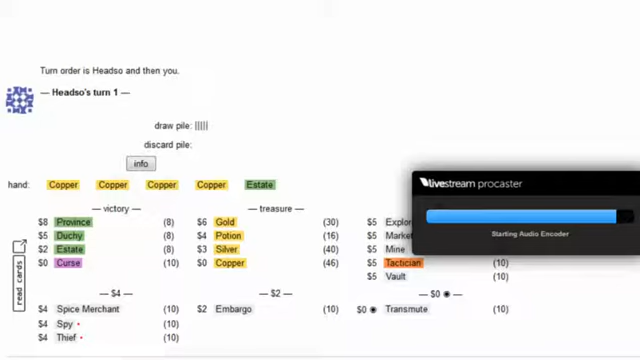 Turn order is Headso and then you.
— Headso's turn 1 —
draw pile: |||||
discard pile:
info
hand: Copper Copper Copper Copper Estate
livestream procaster
Starting Audio Encoder
— victory — — treasure —
$8 Province (8) $6 Gold (30) $5
$5 Duchy (8) $4 Potion (16) $5
$2 Estate (8) $3 Silver (40) $5 Mine
$0 Curse (10) $0 Copper (46) $5 Tactician (10)
$5 Vault (10)
read cards
— $4 — — $2 — — $0 ◉ —
$4 Spice Merchant (10) $2 Embargo (10) $0 ◉ Transmute (10)
$4 Spy • (10)
$4 Thief • (10)